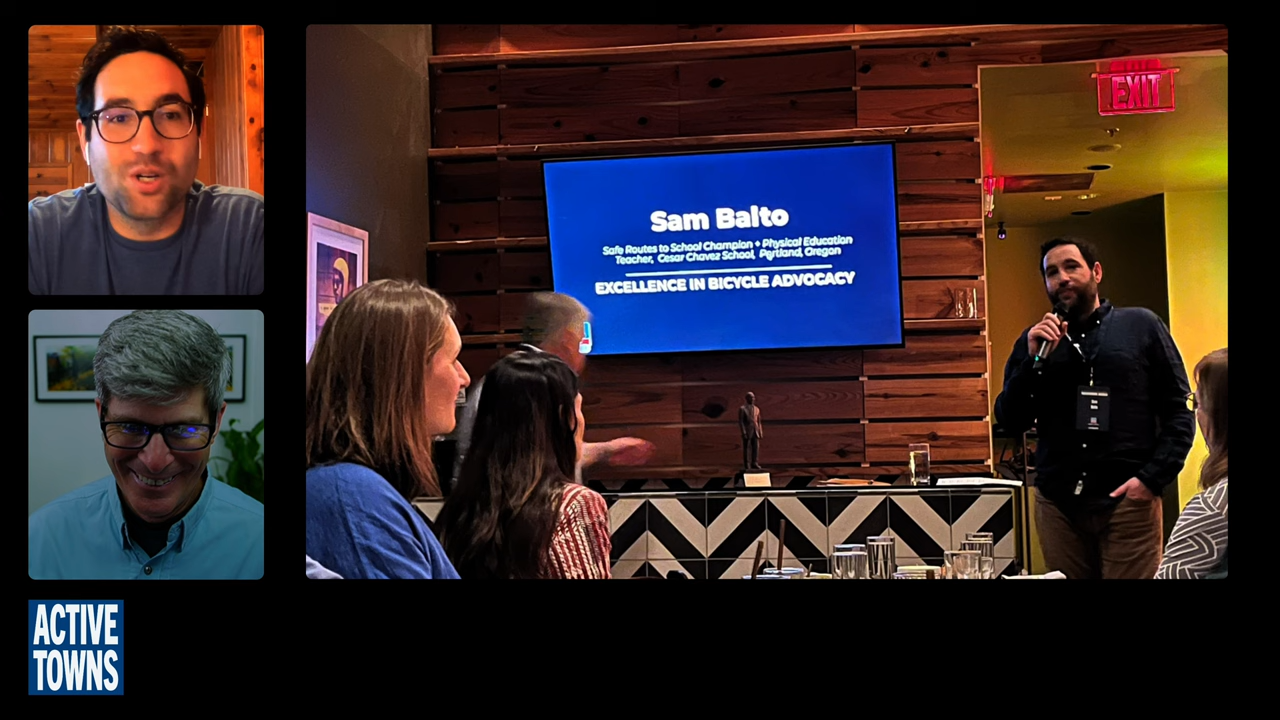 Sam Balto
Safe Routes to School Champion + Physical Education
Teacher, Cesar Chavez School, Portland, Oregon
EXCELLENCE IN BICYCLE ADVOCACY
EXIT
ACTIVE
TOWNS